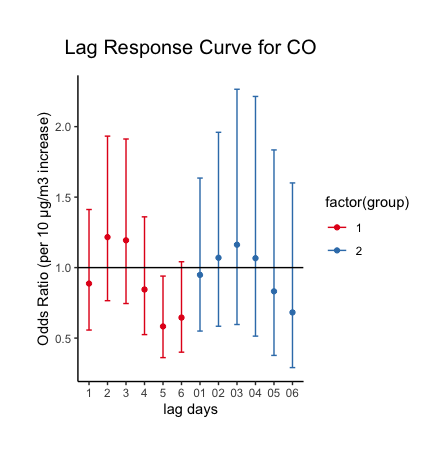 Lag Response Curve for CO
Odds Ratio (per 10 μg/m3 increase)
2.0
1.5
1.0
0.5
1 2 3 4 5 6 01 02 03 04 05 06
lag days
factor(group)
1
2